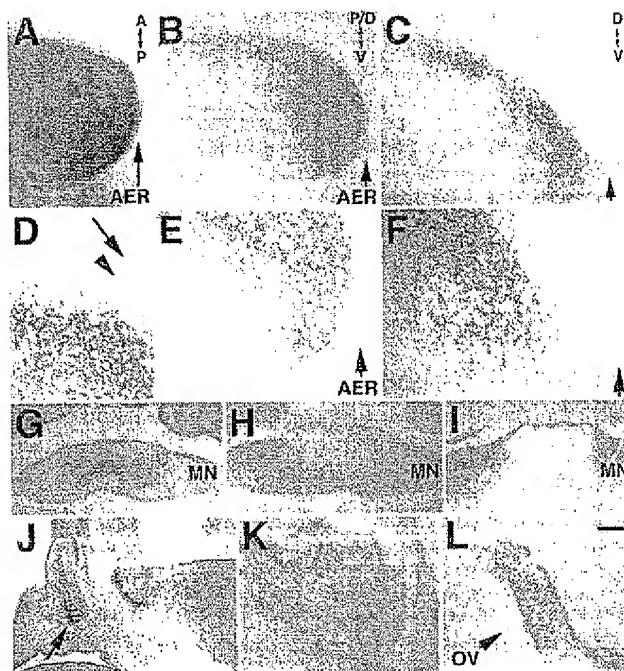 A A P AER
B P/D V AER
C D V
D
E AER
F
G MN
H MN
I MN
J
K
L OV